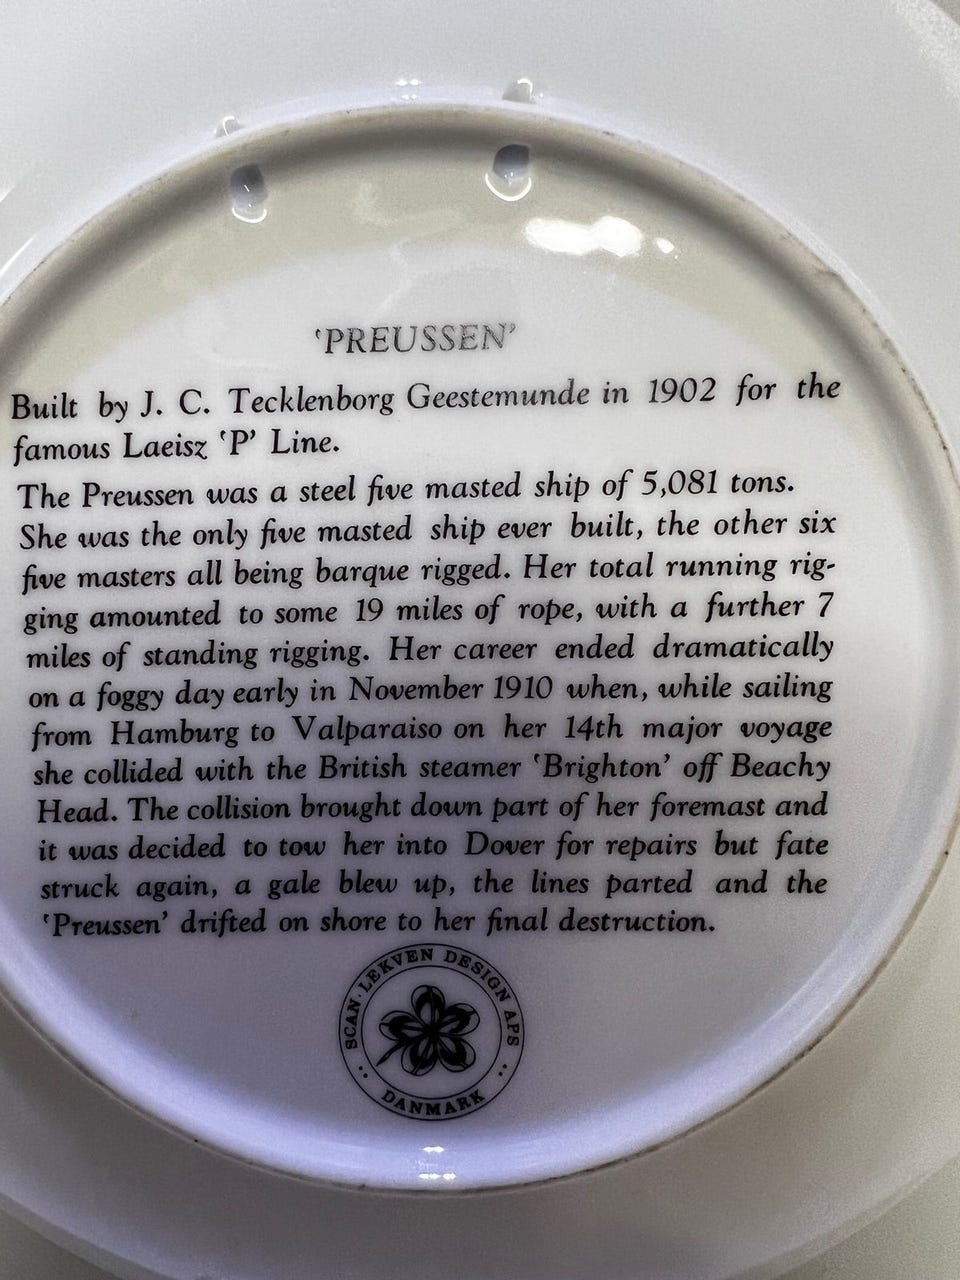 ‘PREUSSEN’
Built by J. C. Tecklenborg Geestemunde in 1902 for the
famous Laeisz ‘P’ Line.
The Preussen was a steel five masted ship of 5,081 tons.
She was the only five masted ship ever built, the other six
five masters all being barque rigged. Her total running rig-
ging amounted to some 19 miles of rope, with a further 7
miles of standing rigging. Her career ended dramatically
on a foggy day early in November 1910 when, while sailing
from Hamburg to Valparaiso on her 14th major voyage
she collided with the British steamer ‘Brighton’ off Beachy
Head. The collision brought down part of her foremast and
it was decided to tow her into Dover for repairs but fate
struck again, a gale blew up, the lines parted and the
‘Preussen’ drifted on shore to her final destruction.
SCAN·LEKVEN DESIGN APS
DANMARK